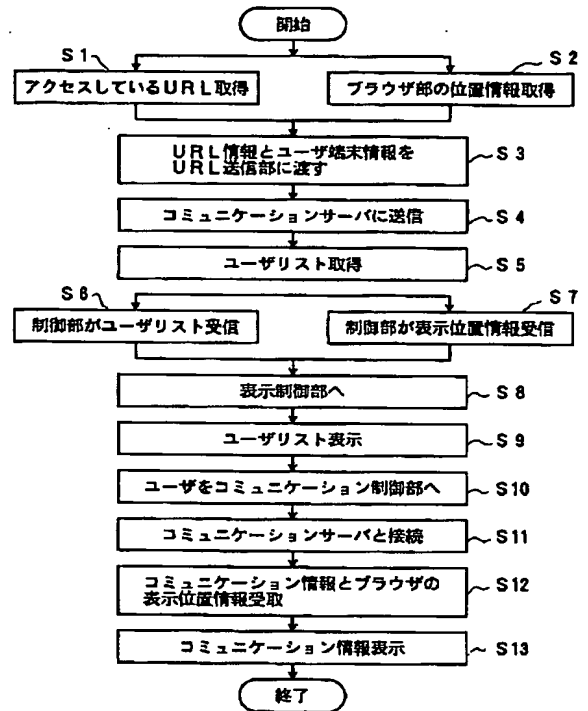 開始
S1
S2
アクセスしているURL取得
ブラウザ部の位置情報取得
URL情報とユーザ端末情報を
URL送信部に渡す
S3
コミュニケーションサーバに送信
S4
ユーザリスト取得
S5
S6
S7
制御部がユーザリスト受信
制御部が表示位置情報受信
表示制御部へ
S8
ユーザリスト表示
S9
ユーザをコミュニケーション制御部へ
S10
コミュニケーションサーバと接続
S11
コミュニケーション情報とブラウザの
表示位置情報受取
S12
コミュニケーション情報表示
S13
終了